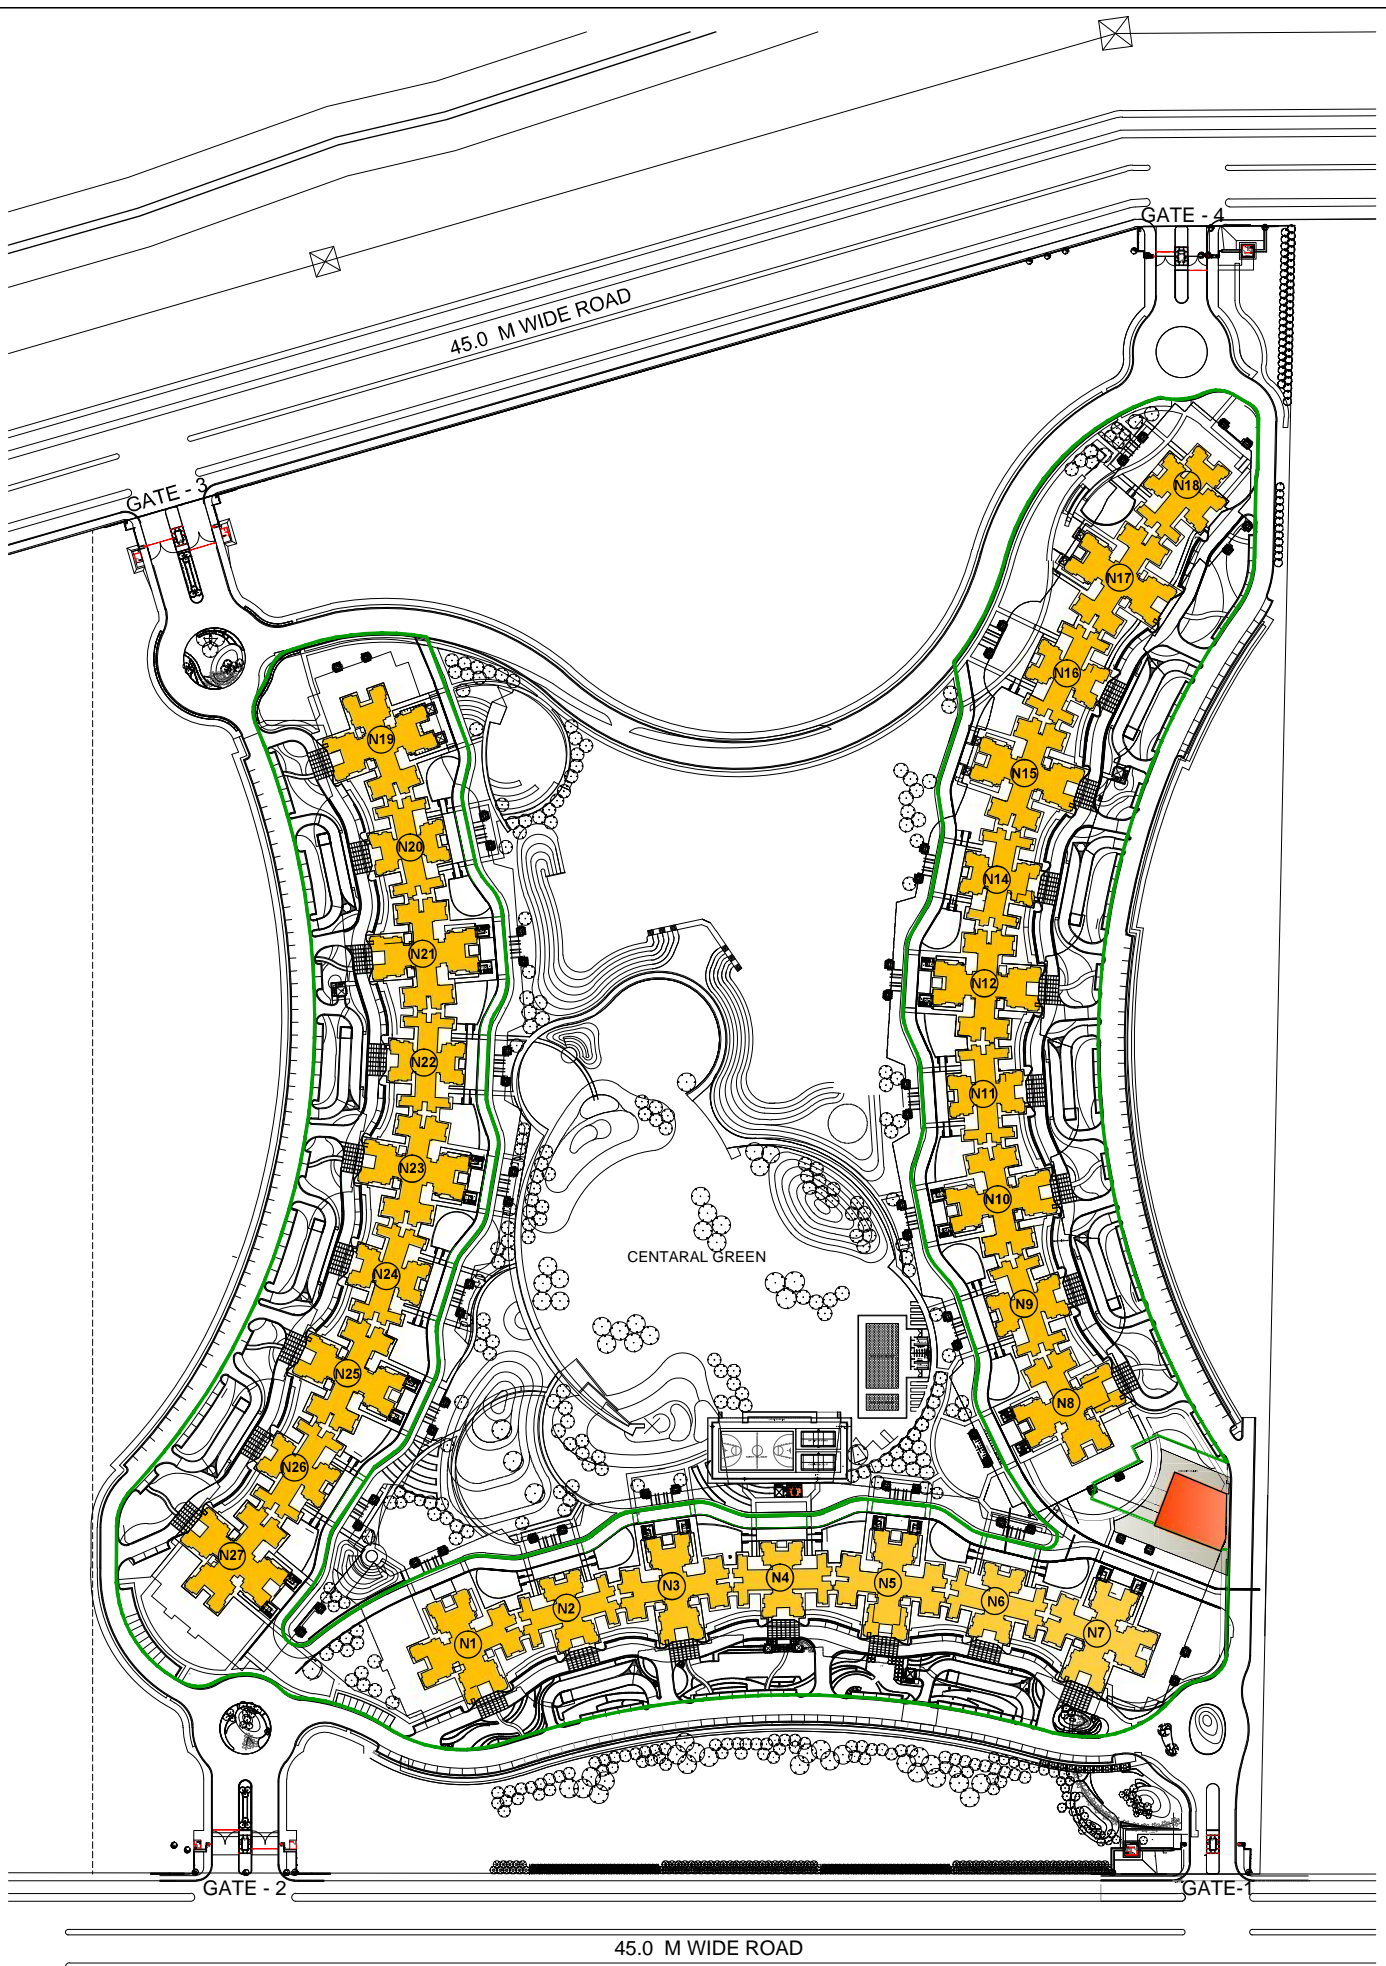 GATE - 4
45.0 M WIDE ROAD
GATE - 3
N18
N17
N16
N19
N15
N20
N14
N21
N12
N22
N11
N23
N10
CENTARAL GREEN
N24
N9
N25
N8
N26
N27
N4
N5
N3
N6
N2
N7
N1
GATE - 2
GATE-1
45.0 M WIDE ROAD